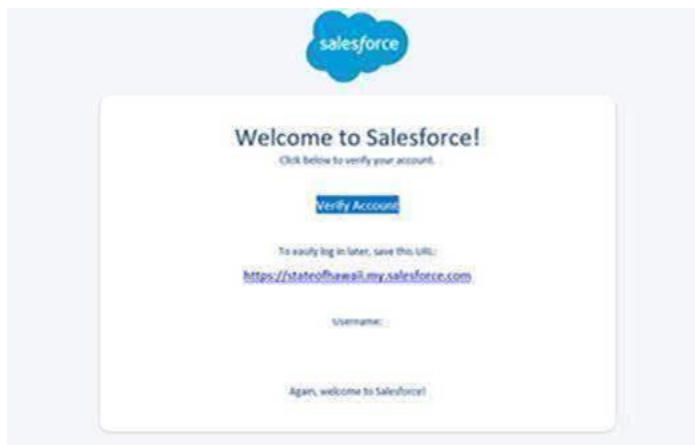 salesforce
Welcome to Salesforce!
Click below to verify your account.
Verify Account
To easily log in later, save this URL:
https://stateofhawaii.my.salesforce.com
Username:
Again, welcome to Salesforce!